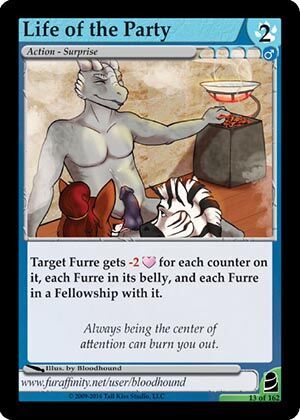 Life of the Party
2
Action - Surprise
Target Furre gets -2 for each counter on
it, each Furre in its belly, and each Furre
in a Fellowship with it.
Always being the center of
attention can burn you out.
Illus. by Bloodhound
www.furaffinity.net/user/bloodhound
© 2009-2016 Tall Kiss Studio, LLC
13 of 162